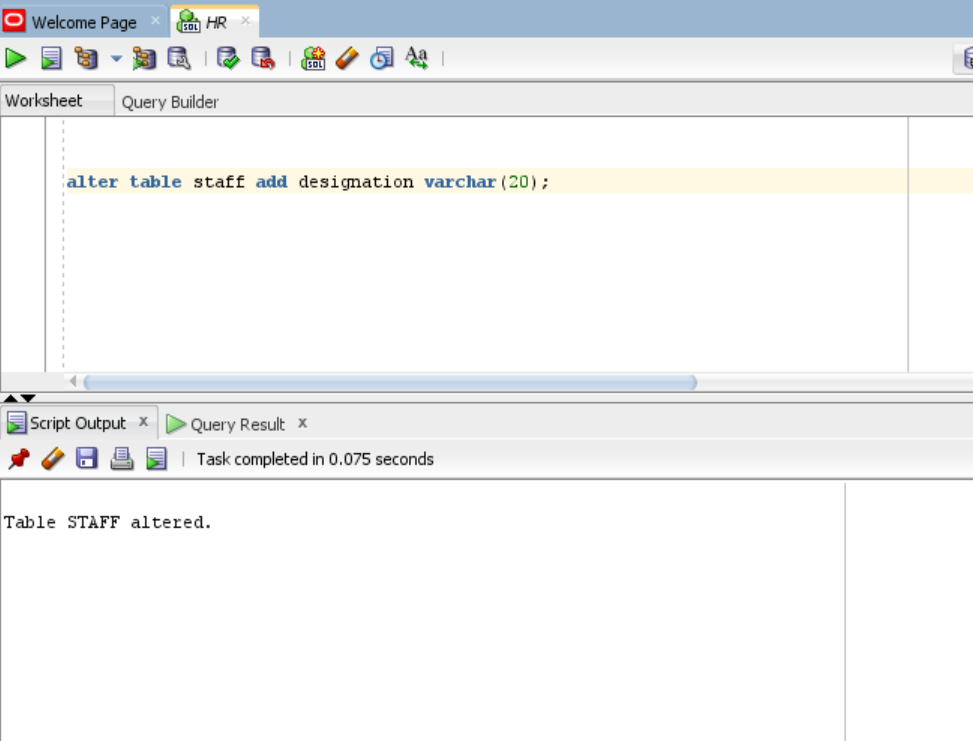 Welcome Page HR
Worksheet Query Builder
alter table staff add designation varchar(20);
Script Output x Query Result x
Task completed in 0.075 seconds
Table STAFF altered.